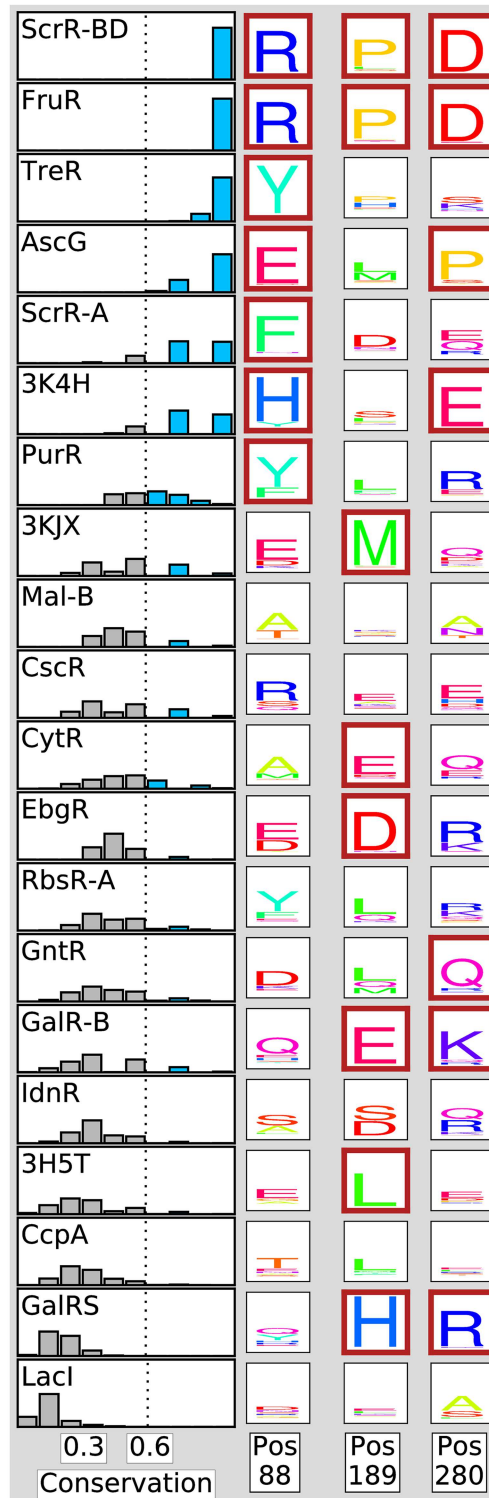 ScrR-BD R P D
FruR R P D
TreR Y
AscG E L M P
ScrR-A F D E Q R
3K4H H S E
PurR Y F L R
3KJX E D M Q
Mal-B A T A N
CscR R S E E
CytR A E Q
EbgR E D D R K
RbsR-A Y L Q R K
GntR D L Q M Q
GalR-B Q E K
IdnR S A S D Q R
3H5T E L E
CcpA T L
GalRS Y H R
LacI A S
0.3 0.6 Pos Pos Pos
Conservation 88 189 280